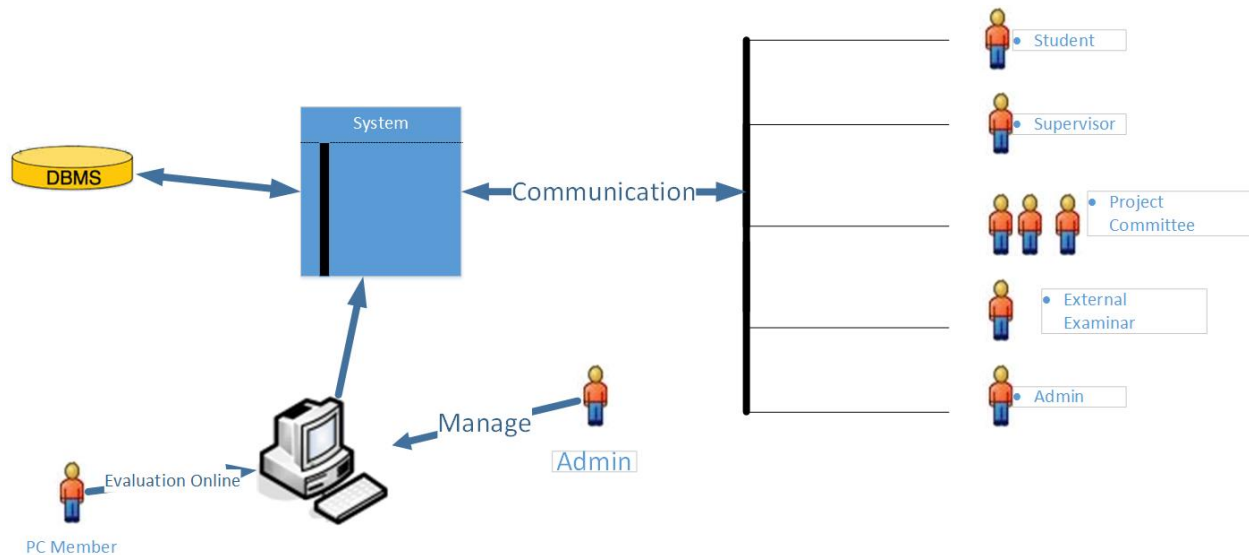 Student
System
Supervisor
DBMS
Communication
Project
Committee
External
Examinar
Manage
Admin
Admin
Evaluation Online
PC Member